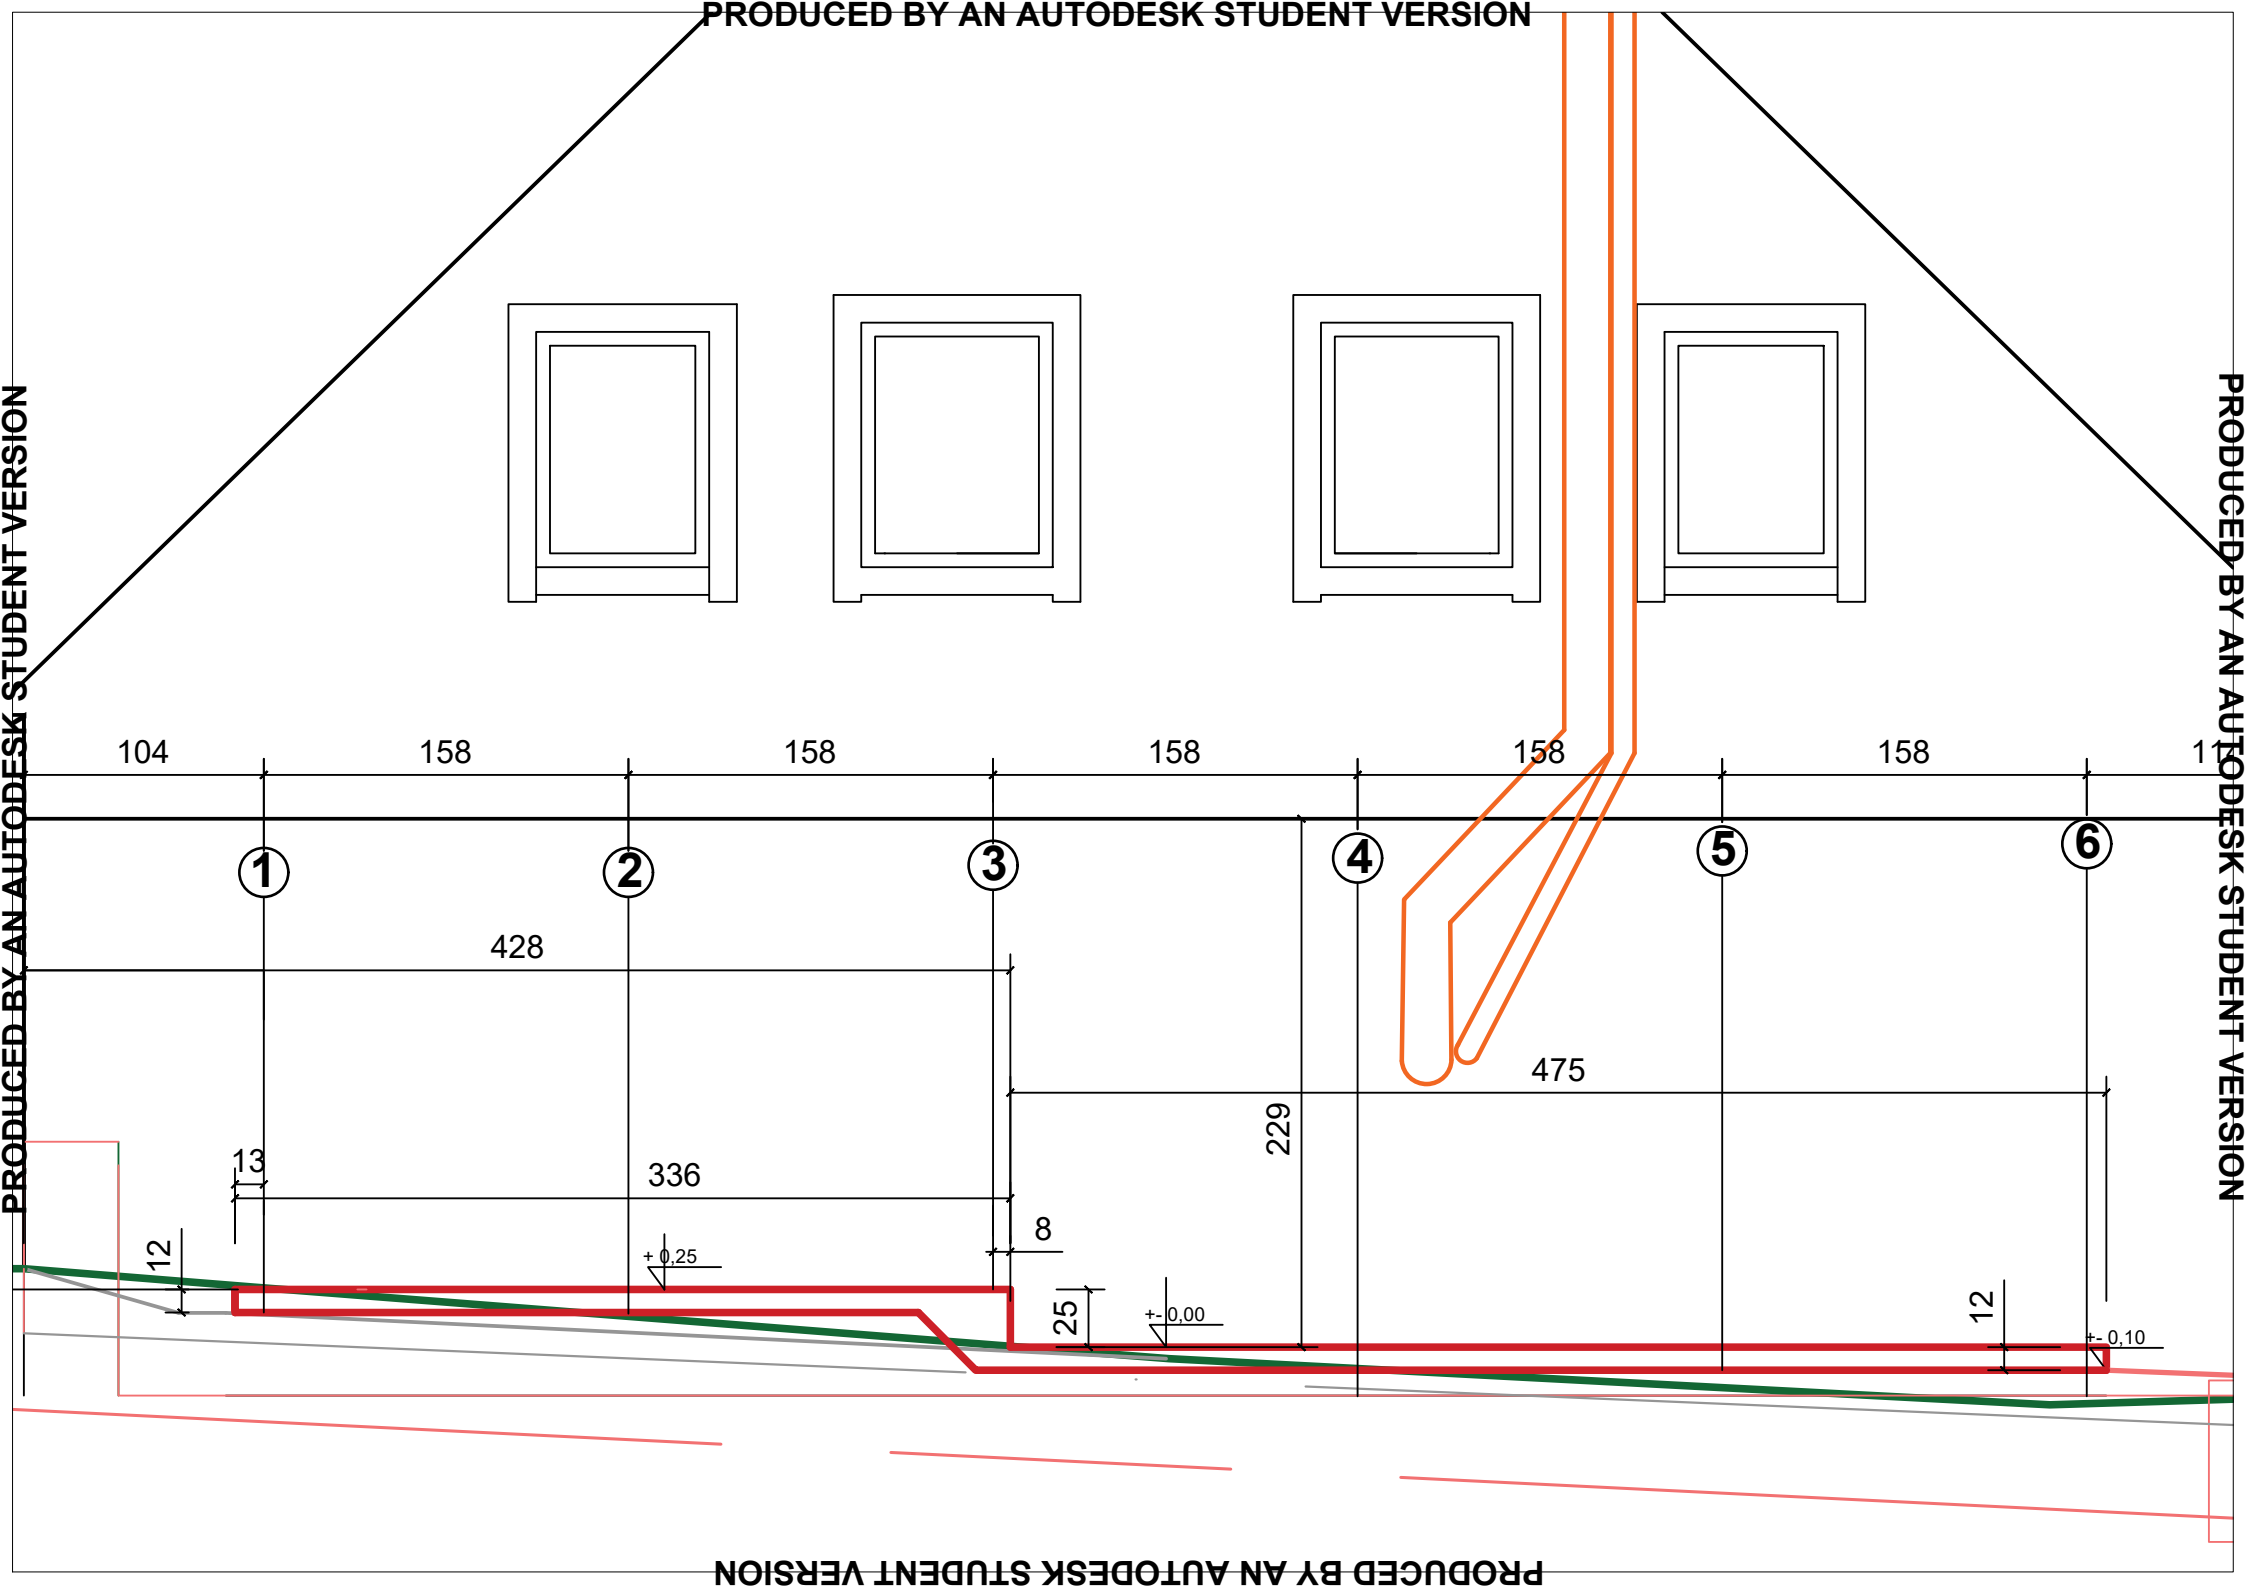 PRODUCED BY AN AUTODESK STUDENT VERSION
PRODUCED BY AN AUTODESK STUDENT VERSION
PRODUCED BY AN AUTODESK STUDENT VERSION
104 158 158 158 158 158
1 2 3 4 5 6
428
475
229
13
336
8
12
+ 0,25
25
+- 0,00
12
+- 0,10
PRODUCED BY AN AUTODESK STUDENT VERSION